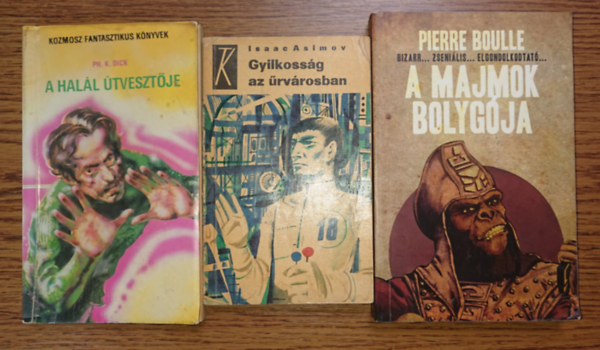 KOZMOSZ FANTASZTIKUS KÖNYVEK
PH. K. DICK
A HALÁL ÚTVESZTŐJE
K
Isaac Asimov
Gyilkosság
az űrvárosban
18
PIERRE BOULLE
BIZARR... ZSENIÁLIS... ELGONDOLKODTATÓ...
A MAJMOK
BOLYGÓJA